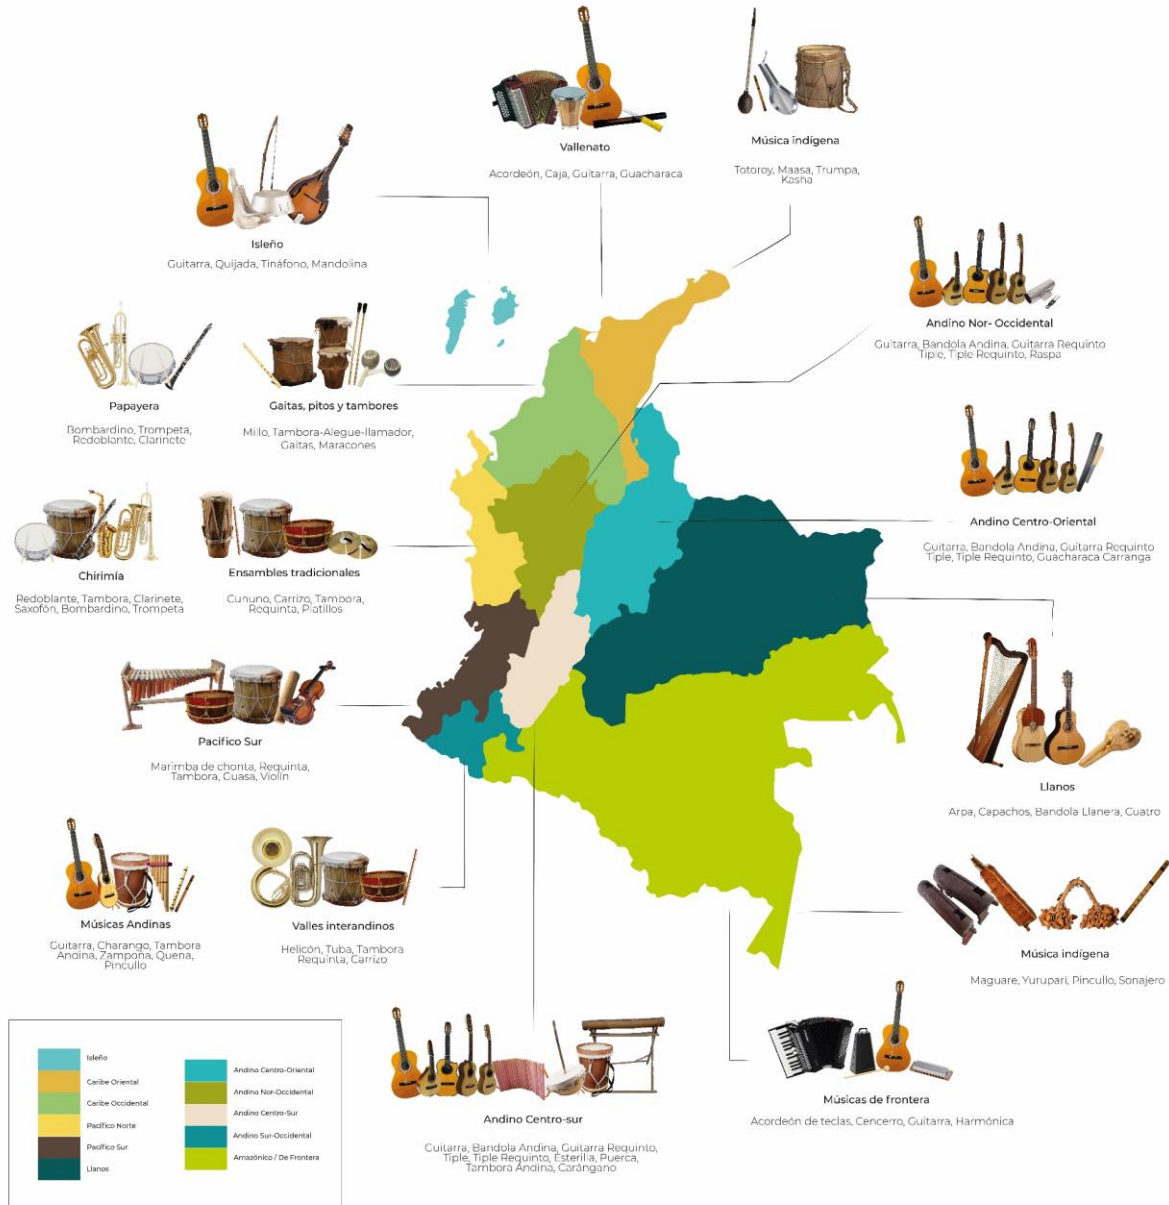 Vallenato
Acordeón, Caja, Guitarra, Guacharaca
Música indígena
Totoroy, Maasa, Trumpa,
Kasha
Isleño
Guitarra, Quijada, Tináfono, Mandolina
Andino Nor- Occidental
Guitarra, Bandola Andina, Guitarra Requinto
Tiple, Tiple Requinto, Raspa
Papayera
Bombardino, Trompeta,
Redoblante, Clarinete
Gaitas, pitos y tambores
Millo, Tambora-Alegue-llamador,
Gaitas, Maracones
Andino Centro-Oriental
Guitarra, Bandola Andina, Guitarra Requinto
Tiple, Tiple Requinto, Guacharaca Carranga
Chirimía
Redoblante, Tambora, Clarinete,
Saxofón, Bombardino, Trompeta
Ensambles tradicionales
Cununo, Carrizo, Tambora,
Requinta, Platillos
Pacifico Sur
Marimba de chonta, Requinta,
Tambora, Guasa, Violín
Llanos
Arpa, Capachos, Bandola Llanera, Cuatro
Músicas Andinas
Guitarra, Charango, Tambora
Andina, Zampoña, Quena,
Pincullo
Valles interandinos
Helicón, Tuba, Tambora
Requinta, Carrizo
Música indígena
Maguare, Yurupari, Pincullo, Sonajero
Andino Centro-sur
Guitarra, Bandola Andina, Guitarra Requinto,
Tiple, Tiple Requinto, Esterilla, Puerca,
Tambora Andina, Carángano
Músicas de frontera
Acordeón de teclas, Cencerro, Guitarra, Harmónica
Isleño
Caribe Oriental
Caribe Occidental
Pacífico Norte
Pacífico Sur
Llanos
Andino Centro-Oriental
Andino Nor-Occidental
Andino Centro-Sur
Andino Sur-Occidental
Amazónico / De Frontera